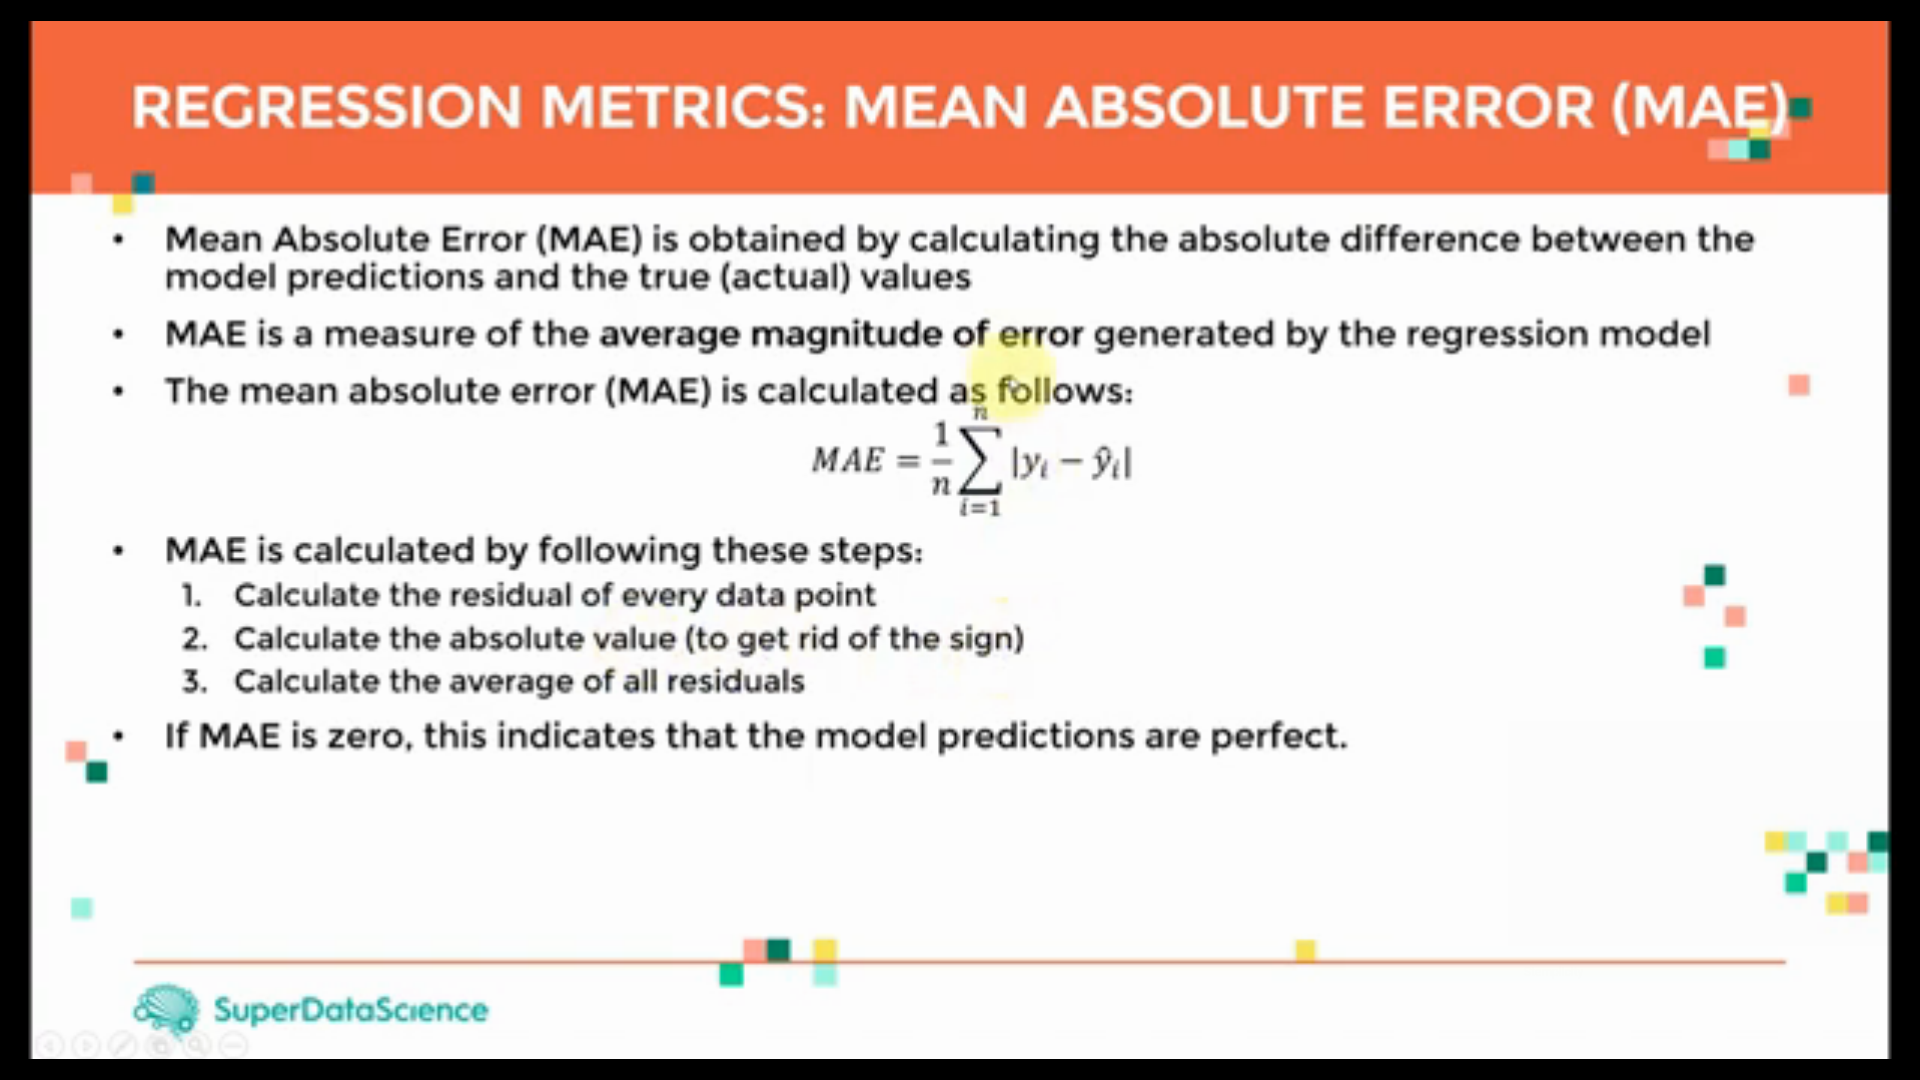 REGRESSION METRICS: MEAN ABSOLUTE ERROR (MAE)
• Mean Absolute Error (MAE) is obtained by calculating the absolute difference between the
model predictions and the true (actual) values
• MAE is a measure of the average magnitude of error generated by the regression model
• The mean absolute error (MAE) is calculated as follows:
MAE = \frac{1}{n} \sum_{i=1}^{n} |y_i - ŷ_i|
• MAE is calculated by following these steps:
1. Calculate the residual of every data point
2. Calculate the absolute value (to get rid of the sign)
3. Calculate the average of all residuals
• If MAE is zero, this indicates that the model predictions are perfect.
SuperDataScience